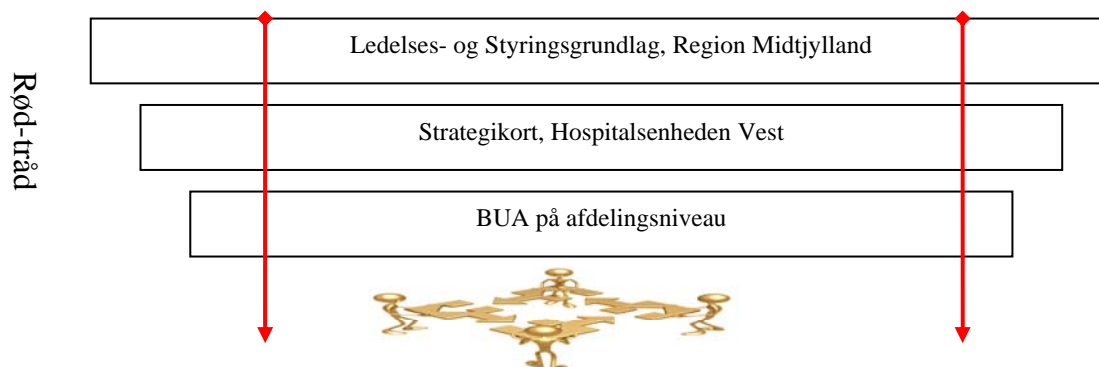 Rød-tråd
Ledelses- og Styringsgrundlag, Region Midtjylland
Strategikort, Hospitalsenheden Vest
BUA på afdelingsniveau